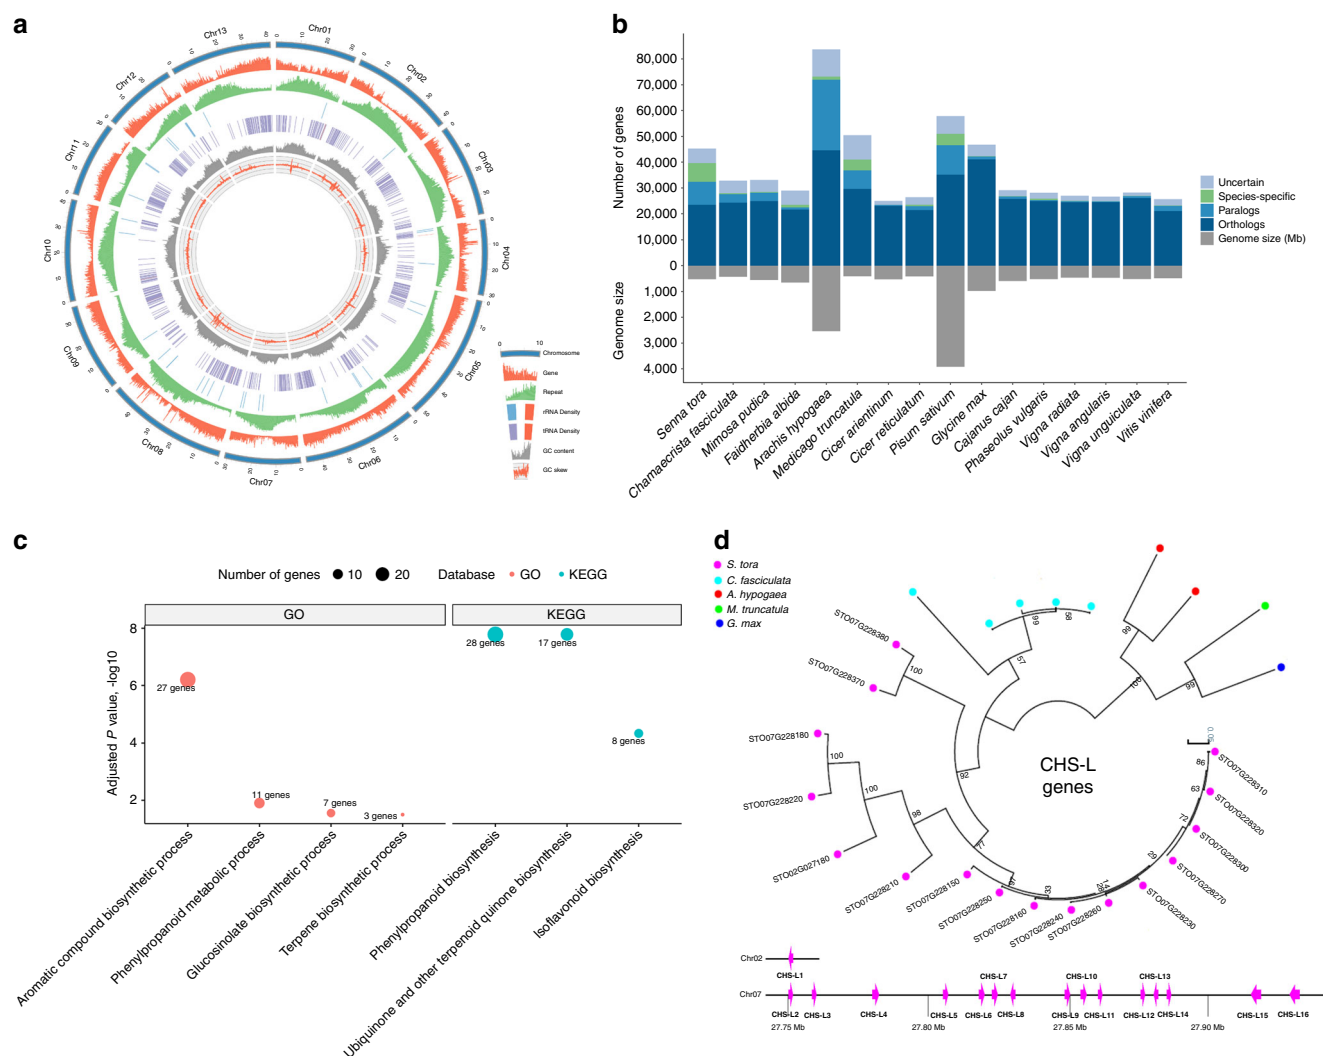 a
Chr01
Chr02
Chr03
Chr04
Chr05
Chr06
Chr07
Chr08
Chr09
Chr10
Chr11
Chr12
Chr13
0 10
Chromosome
Gene
Repeat
rRNA Density
tRNA Density
GC content
GC skew
b
Number of genes
80,000
70,000
60,000
50,000
40,000
30,000
20,000
10,000
0
1,000
2,000
3,000
4,000
Genome size
Uncertain
Species-specific
Paralogs
Orthologs
Genome size (Mb)
Senna tora
Chamaecrista fasciculata
Mimosa pudica
Faidherbia albida
Arachis hypogaea
Medicago truncatula
Cicer arientinum
Cicer reticulatum
Pisum sativum
Glycine max
Cajanus cajan
Phaseolus vulgaris
Vigna radiata
Vigna angularis
Vigna unguiculata
Vitis vinifera
c
Number of genes 10 20 Database GO KEGG
GO KEGG
Adjusted P value, -log10
8
6
4
2
27 genes
11 genes
7 genes
3 genes
28 genes
17 genes
8 genes
Aromatic compound biosynthetic process
Phenylpropanoid metabolic process
Glucosinolate biosynthetic process
Terpene biosynthetic process
Phenylpropanoid biosynthesis
Ubiquinone and other terpenoid quinone biosynthesis
Isoflavonoid biosynthesis
d
S. tora
C. fasciculata
A. hypogaea
M. truncatula
G. max
CHS-L
genes
STO07G228380
STO07G228370
STO07G228180
STO07G228220
STO02G027180
STO07G228210
STO07G228150
STO07G228250
STO07G228160
STO07G228240
STO07G228260
STO07G228230
STO07G228270
STO07G228300
STO07G228320
STO07G228310
100
100
100
98
92
77
57
99
58
99
100
99
86
63
72
29
33
0.05
Chr02
CHS-L1
Chr07
CHS-L7 CHS-L10 CHS-L13
CHS-L2 CHS-L3 CHS-L4 CHS-L5 CHS-L6 CHS-L8 CHS-L9 CHS-L11 CHS-L12 CHS-L14 CHS-L15 CHS-L16
27.75 Mb 27.80 Mb 27.85 Mb 27.90 Mb